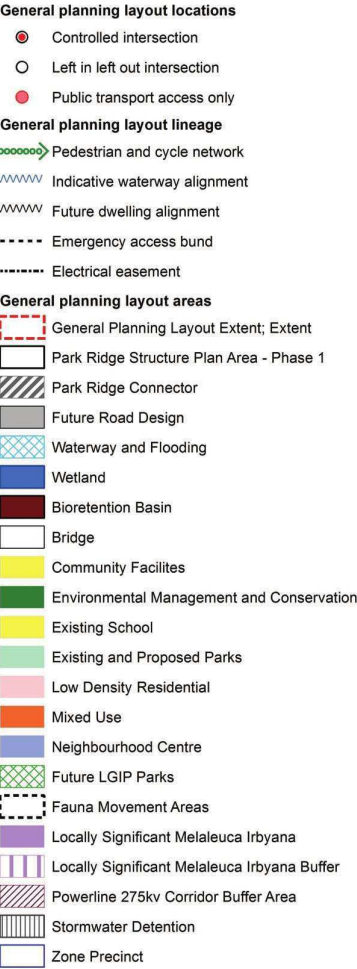 General planning layout locations
Controlled intersection
Left in left out intersection
Public transport access only
General planning layout lineage
Pedestrian and cycle network
Indicative waterway alignment
Future dwelling alignment
Emergency access bund
Electrical easement
General planning layout areas
General Planning Layout Extent; Extent
Park Ridge Structure Plan Area - Phase 1
Park Ridge Connector
Future Road Design
Waterway and Flooding
Wetland
Bioretention Basin
Bridge
Community Facilites
Environmental Management and Conservation
Existing School
Existing and Proposed Parks
Low Density Residential
Mixed Use
Neighbourhood Centre
Future LGIP Parks
Fauna Movement Areas
Locally Significant Melaleuca Irbyana
Locally Significant Melaleuca Irbyana Buffer
Powerline 275kv Corridor Buffer Area
Stormwater Detention
Zone Precinct